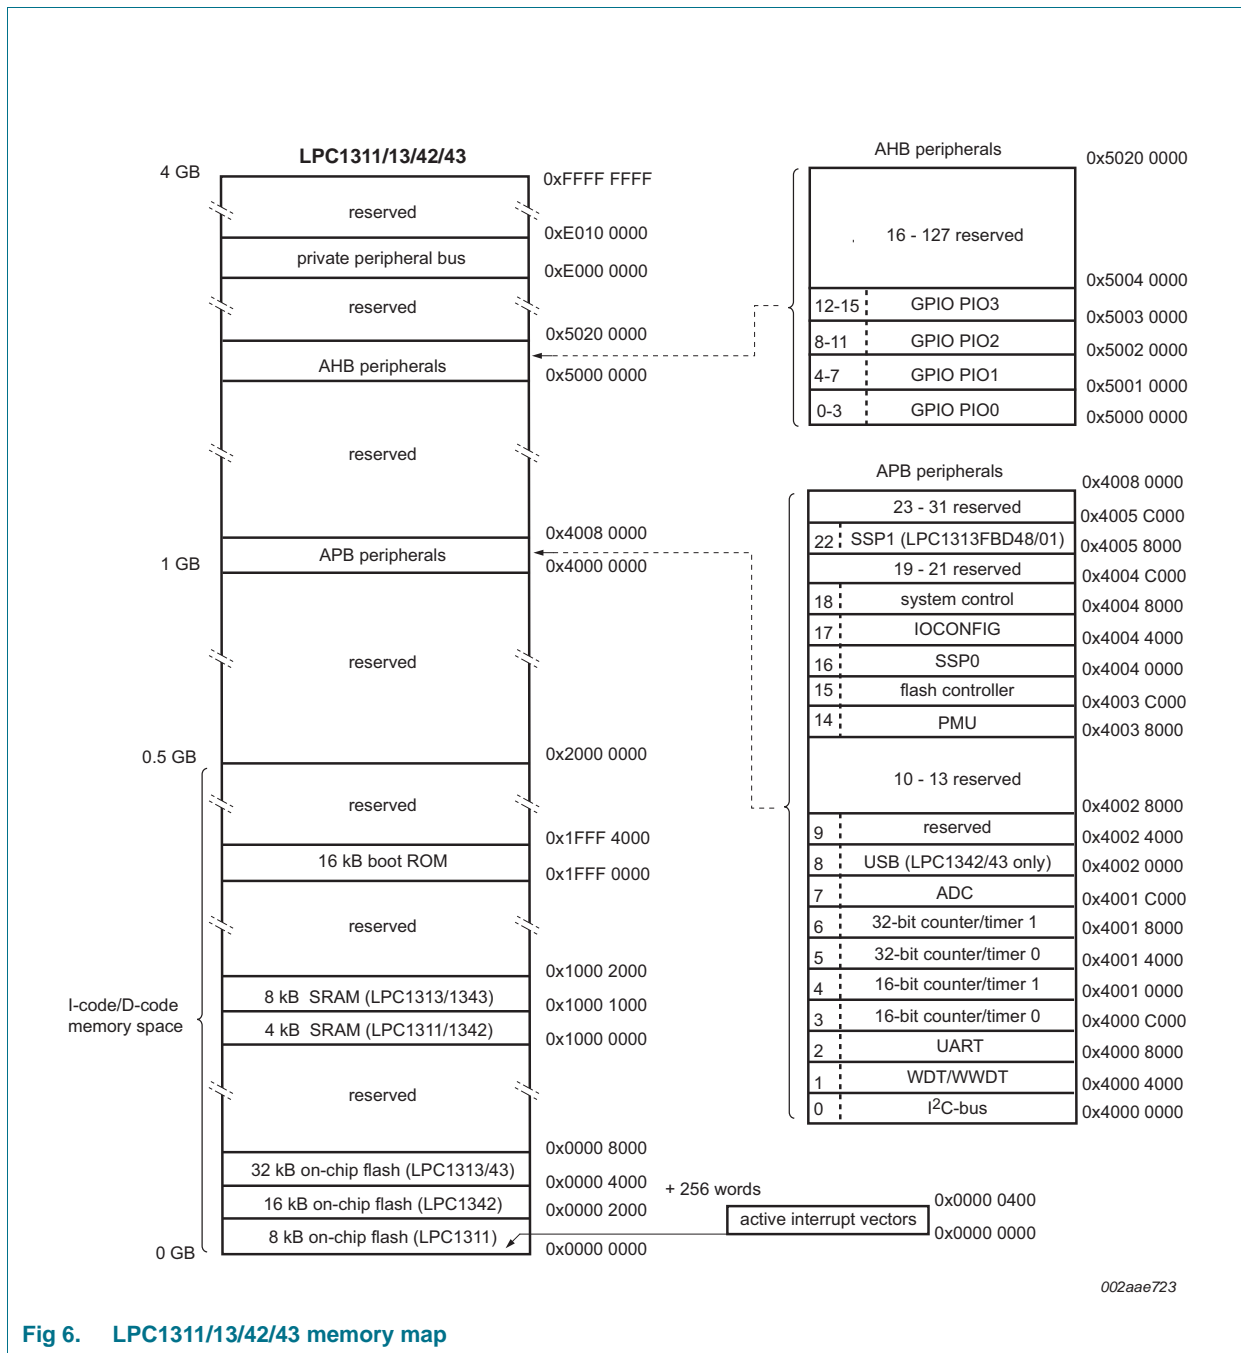 LPC1311/13/42/43
4 GB
0xFFFF FFFF
reserved
0xE010 0000
private peripheral bus
0xE000 0000
reserved
0x5020 0000
AHB peripherals
0x5000 0000
reserved
0x4008 0000
APB peripherals
1 GB
0x4000 0000
reserved
0.5 GB
0x2000 0000
reserved
0x1FFF 4000
16 kB boot ROM
0x1FFF 0000
reserved
0x1000 2000
8 kB SRAM (LPC1313/1343)
0x1000 1000
4 kB SRAM (LPC1311/1342)
0x1000 0000
I-code/D-code
memory space
reserved
0x0000 8000
32 kB on-chip flash (LPC1313/43)
0x0000 4000
16 kB on-chip flash (LPC1342)
0x0000 2000
8 kB on-chip flash (LPC1311)
0 GB
0x0000 0000
AHB peripherals
0x5020 0000
16 - 127 reserved
0x5004 0000
12-15 GPIO PIO3
0x5003 0000
8-11 GPIO PIO2
0x5002 0000
4-7 GPIO PIO1
0x5001 0000
0-3 GPIO PIO0
0x5000 0000
APB peripherals
0x4008 0000
23 - 31 reserved
0x4005 C000
22 SSP1 (LPC1313FBD48/01)
0x4005 8000
19 - 21 reserved
0x4004 C000
18 system control
0x4004 8000
17 IOCONFIG
0x4004 4000
16 SSP0
0x4004 0000
15 flash controller
0x4003 C000
14 PMU
0x4003 8000
10 - 13 reserved
0x4002 8000
9 reserved
0x4002 4000
8 USB (LPC1342/43 only)
0x4002 0000
7 ADC
0x4001 C000
6 32-bit counter/timer 1
0x4001 8000
5 32-bit counter/timer 0
0x4001 4000
4 16-bit counter/timer 1
0x4001 0000
3 16-bit counter/timer 0
0x4000 C000
2 UART
0x4000 8000
1 WDT/WWDT
0x4000 4000
0 I2C-bus
0x4000 0000
+ 256 words
0x0000 0400
active interrupt vectors
0x0000 0000
002aae723
Fig 6. LPC1311/13/42/43 memory map